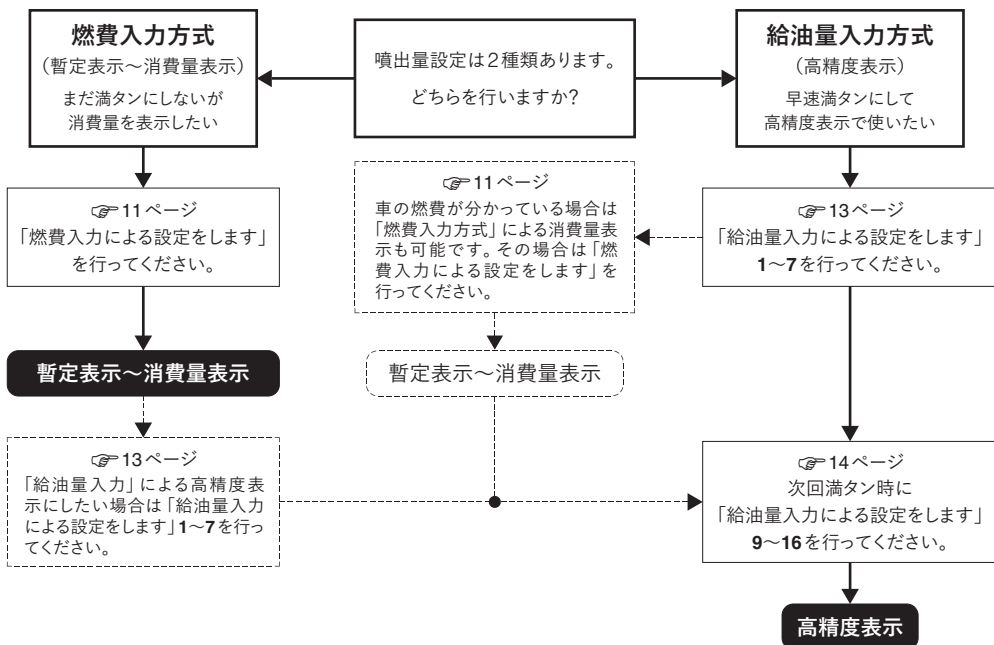 燃費入力方式
（暫定表示～消費量表示）
まだ満タンにしないが
消費量を表示したい
噴出量設定は2種類あります。
どちらを行いますか？
給油量入力方式
（高精度表示）
早速満タンにして
高精度表示で使いたい
☞11ページ
「燃費入力による設定をします」
を行ってください。
☞11ページ
車の燃費が分かっている場合は
「燃費入力方式」による消費量表
示も可能です。その場合は「燃
費入力による設定をします」を
行ってください。
☞13ページ
「給油量入力による設定をします」
1～7を行ってください。
暫定表示～消費量表示
暫定表示～消費量表示
☞13ページ
「給油量入力」による高精度表
示にしたい場合は「給油量入力
による設定をします」1～7を行っ
てください。
☞14ページ
次回満タン時に
「給油量入力による設定をします」
9～16を行ってください。
高精度表示